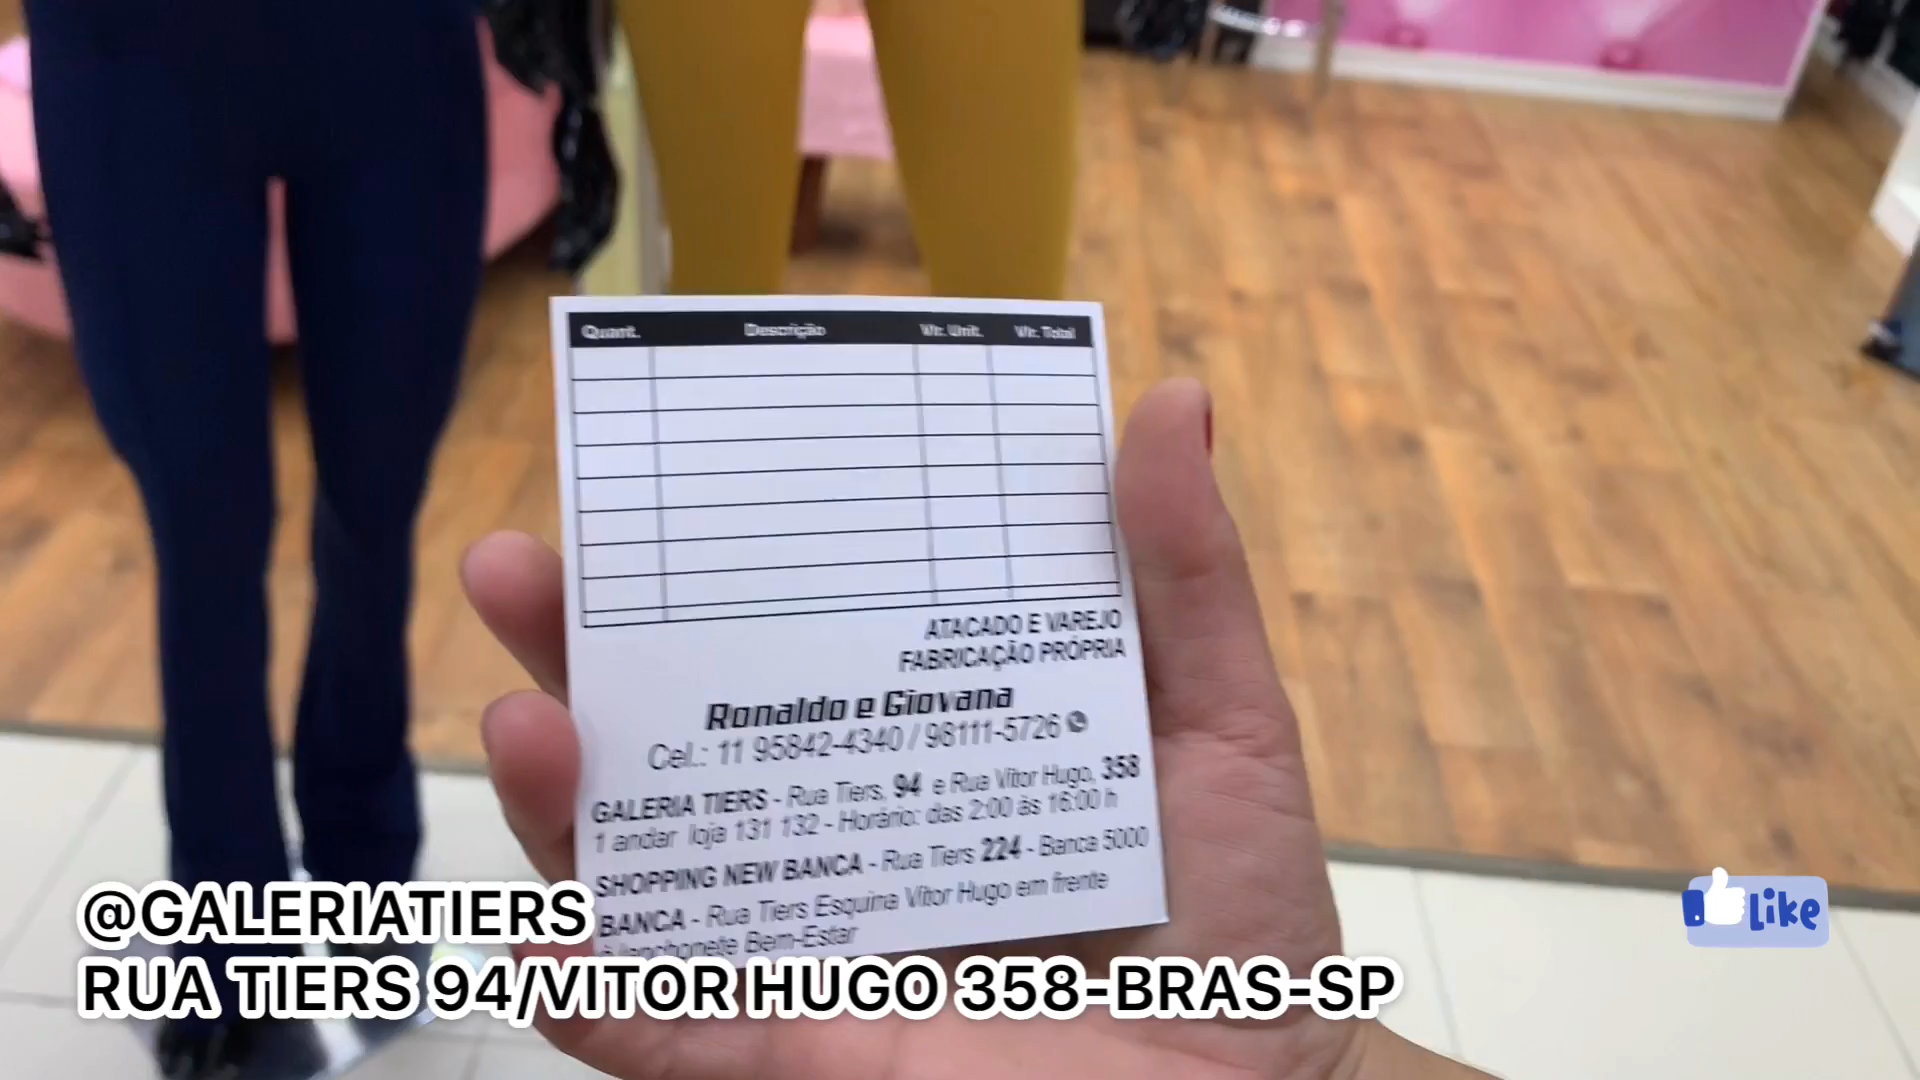 Quant. Descrição Vlr. Unit. Vlr. Total
ATACADO E VAREJO
FABRICAÇÃO PRÓPRIA
Ronaldo e Giovana
Cel.: 11 95842-4340 / 98111-5726
GALERIA TIERS - Rua Tiers, 94 e Rua Vitor Hugo, 358
1 andar loja 131 132 - Horário: das 2:00 às 16:00 h
SHOPPING NEW BANCA - Rua Tiers 224 - Banca 5000
BANCA - Rua Tiers Esquina Vitor Hugo em frente
à lanchonete Bem-Estar
@GALERIATIERS
RUA TIERS 94/VITOR HUGO 358-BRAS-SP
Like